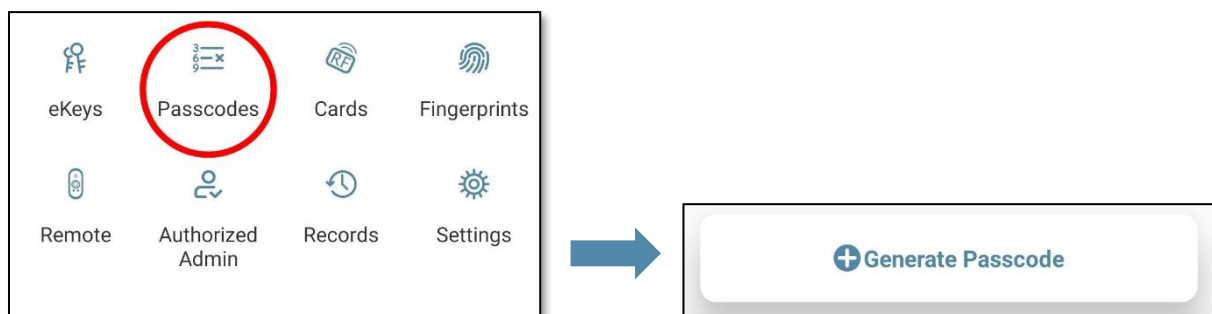 eKeys Passcodes Cards Fingerprints
Remote Authorized Admin Records Settings
Generate Passcode